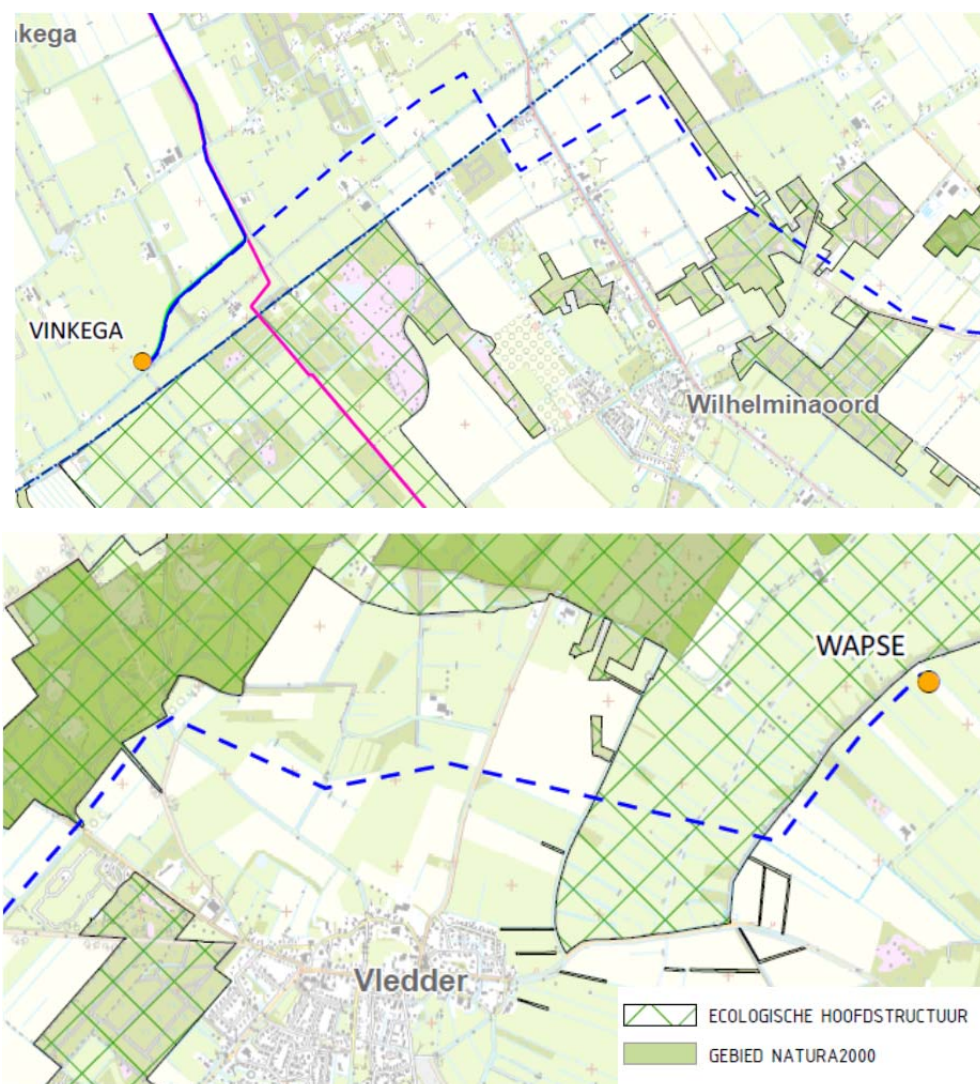 kega
VINKEGA
Wilhelminaoord
WAPSE
Vledder
ECOLOGISCHE HOOFDSTRUCTUUR
GEBIED NATURA2000